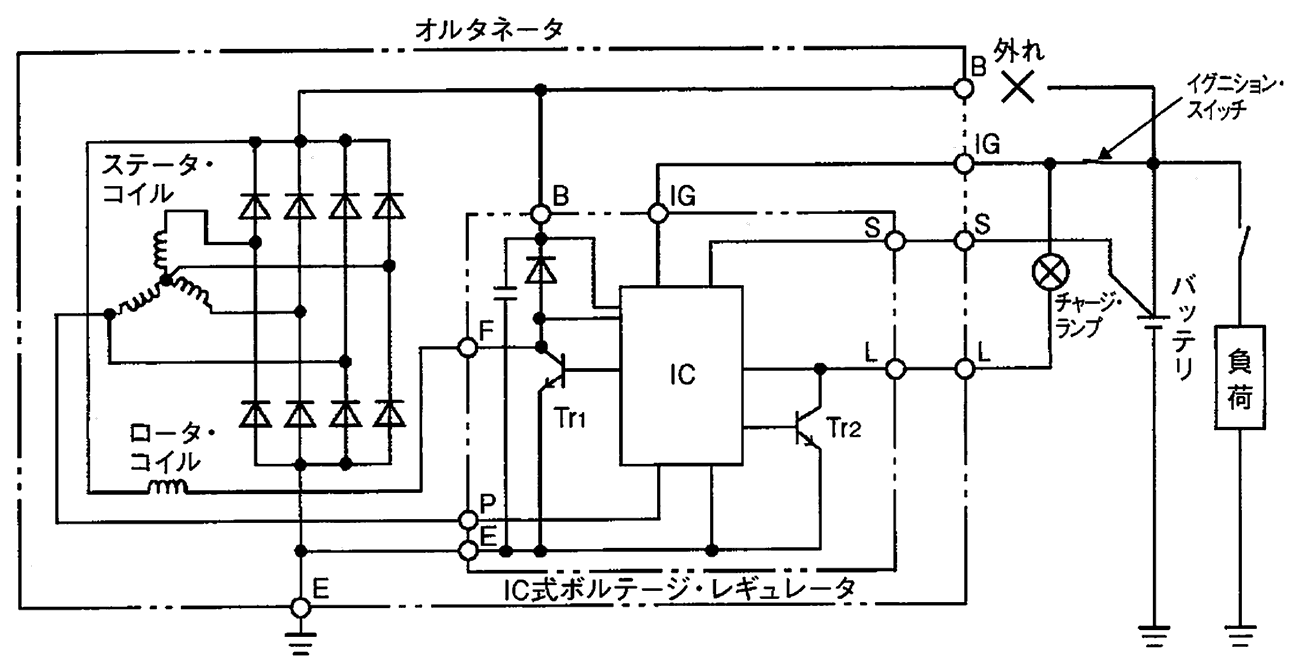 オルタネータ
B
外れ
イグニション・
スイッチ
ステータ・
コイル
IG
B
IG
S
S
チャージ・
ランプ
バッテリ
F
IC
L
L
負荷
Tr1
Tr2
ロータ・
コイル
P
E
IC式ボルテージ・レギュレータ
E